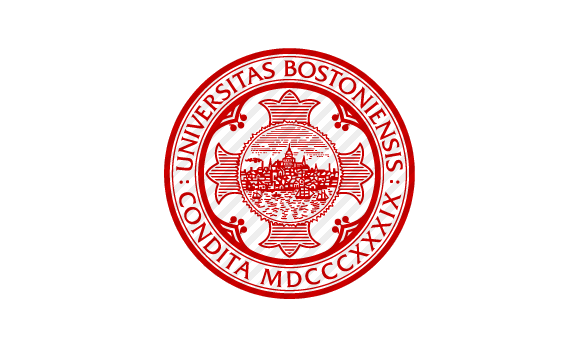 UNIVERSITAS BOSTONIENSIS
CONDITA MDCCCXXXIX